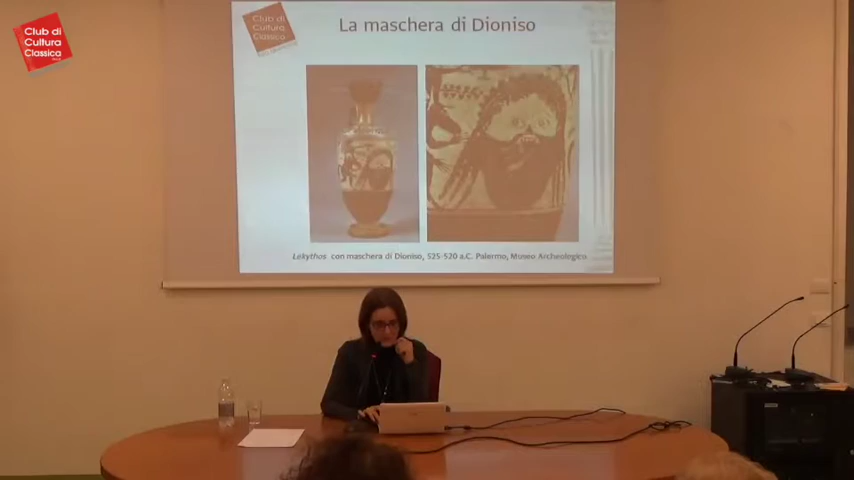 Club di
Cultura
Classica
Club di
Cultura
Classica
La maschera di Dioniso
Lekythos con maschera di Dioniso, 525-520 a.C. Palermo, Museo Archeologico